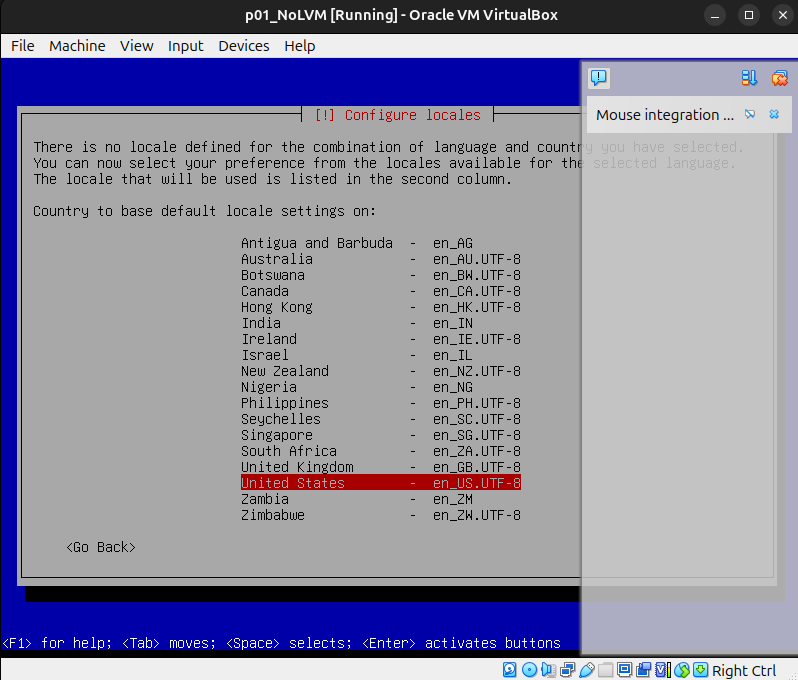 p01_NoLVM [Running] - Oracle VM VirtualBox
File Machine View Input Devices Help
Mouse integration ...
[!] Configure locales
There is no locale defined for the combination of language and country you have selected.
You can now select your preference from the locales available for the selected language.
The locale that will be used is listed in the second column.
Country to base default locale settings on:
Antigua and Barbuda - en_AG
Australia - en_AU.UTF-8
Botswana - en_BW.UTF-8
Canada - en_CA.UTF-8
Hong Kong - en_HK.UTF-8
India - en_IN
Ireland - en_IE.UTF-8
Israel - en_IL
New Zealand - en_NZ.UTF-8
Nigeria - en_NG
Philippines - en_PH.UTF-8
Seychelles - en_SC.UTF-8
Singapore - en_SG.UTF-8
South Africa - en_ZA.UTF-8
United Kingdom - en_GB.UTF-8
United States - en_US.UTF-8
Zambia - en_ZM
Zimbabwe - en_ZW.UTF-8
<Go Back>
<F1> for help; <Tab> moves; <Space> selects; <Enter> activates buttons
Right Ctrl